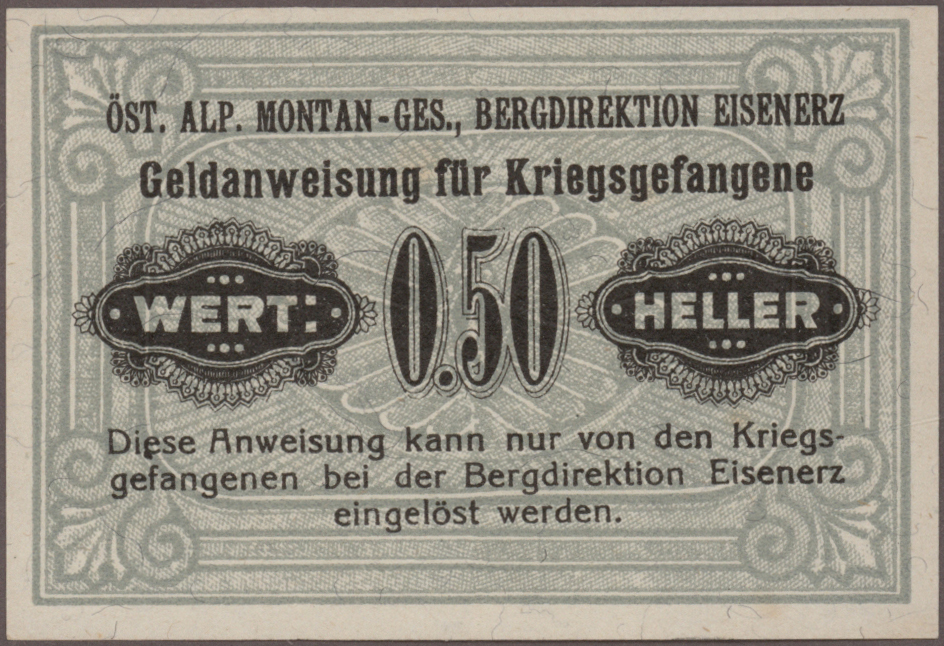 ÖST. ALP. MONTAN-GES., BERGDIREKTION EISENERZ
Geldanweisung für Kriegsgefangene
WERT: 0.50 HELLER
Diese Anweisung kann nur von den Kriegs-
gefangenen bei der Bergdirektion Eisenerz
eingelöst werden.